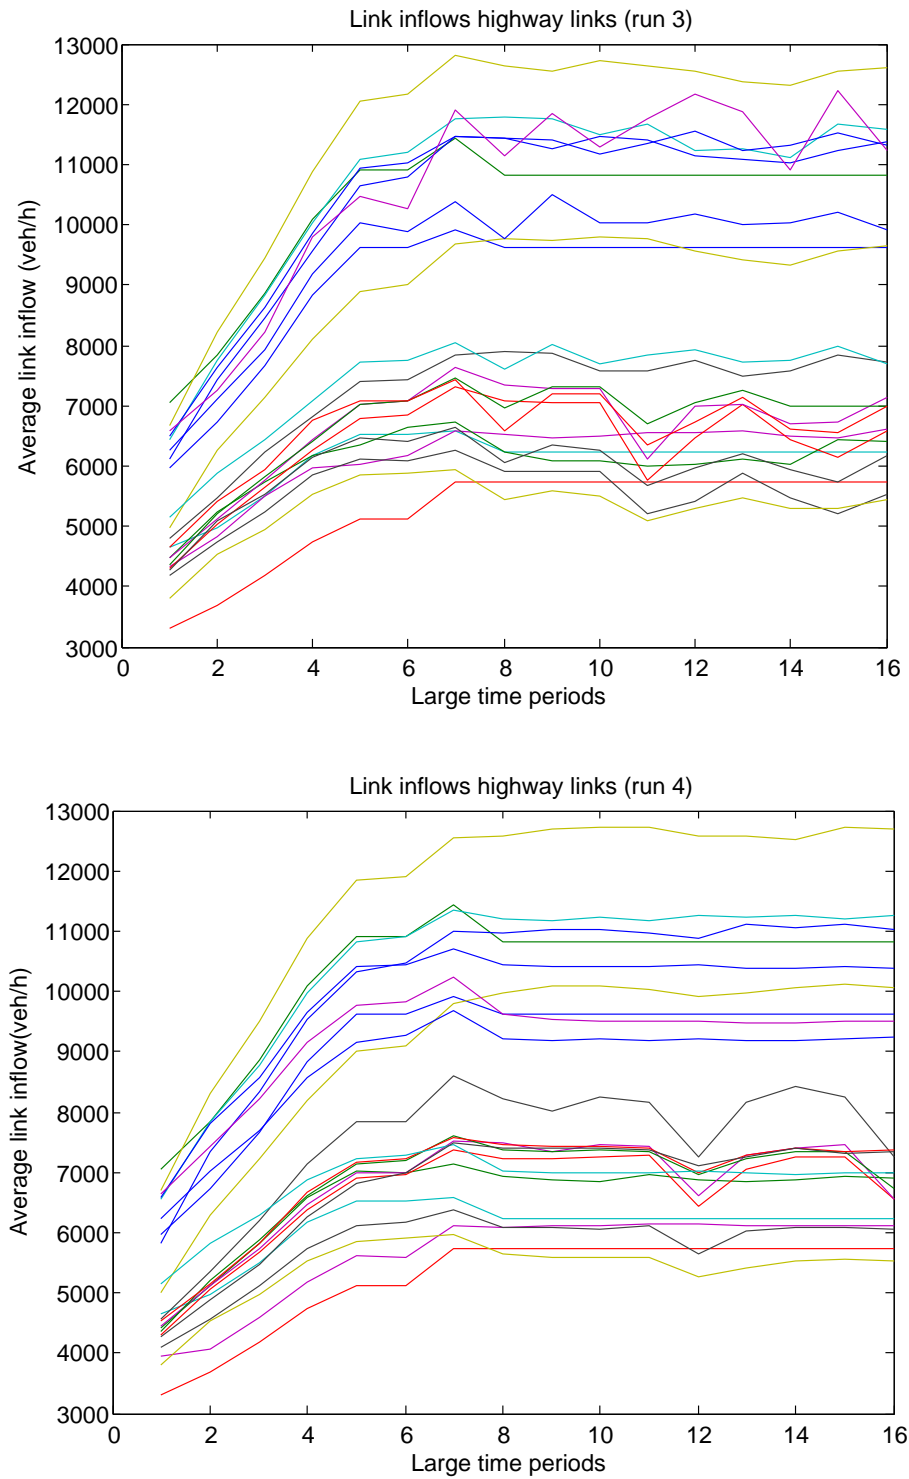 Link inflows highway links (run 3)
13000
12000
11000
10000
9000
8000
7000
6000
5000
4000
3000
Average link inflow (veh/h)
0 2 4 6 8 10 12 14 16
Large time periods
Link inflows highway links (run 4)
13000
12000
11000
10000
9000
8000
7000
6000
5000
4000
3000
Average link inflow(veh/h)
0 2 4 6 8 10 12 14 16
Large time periods